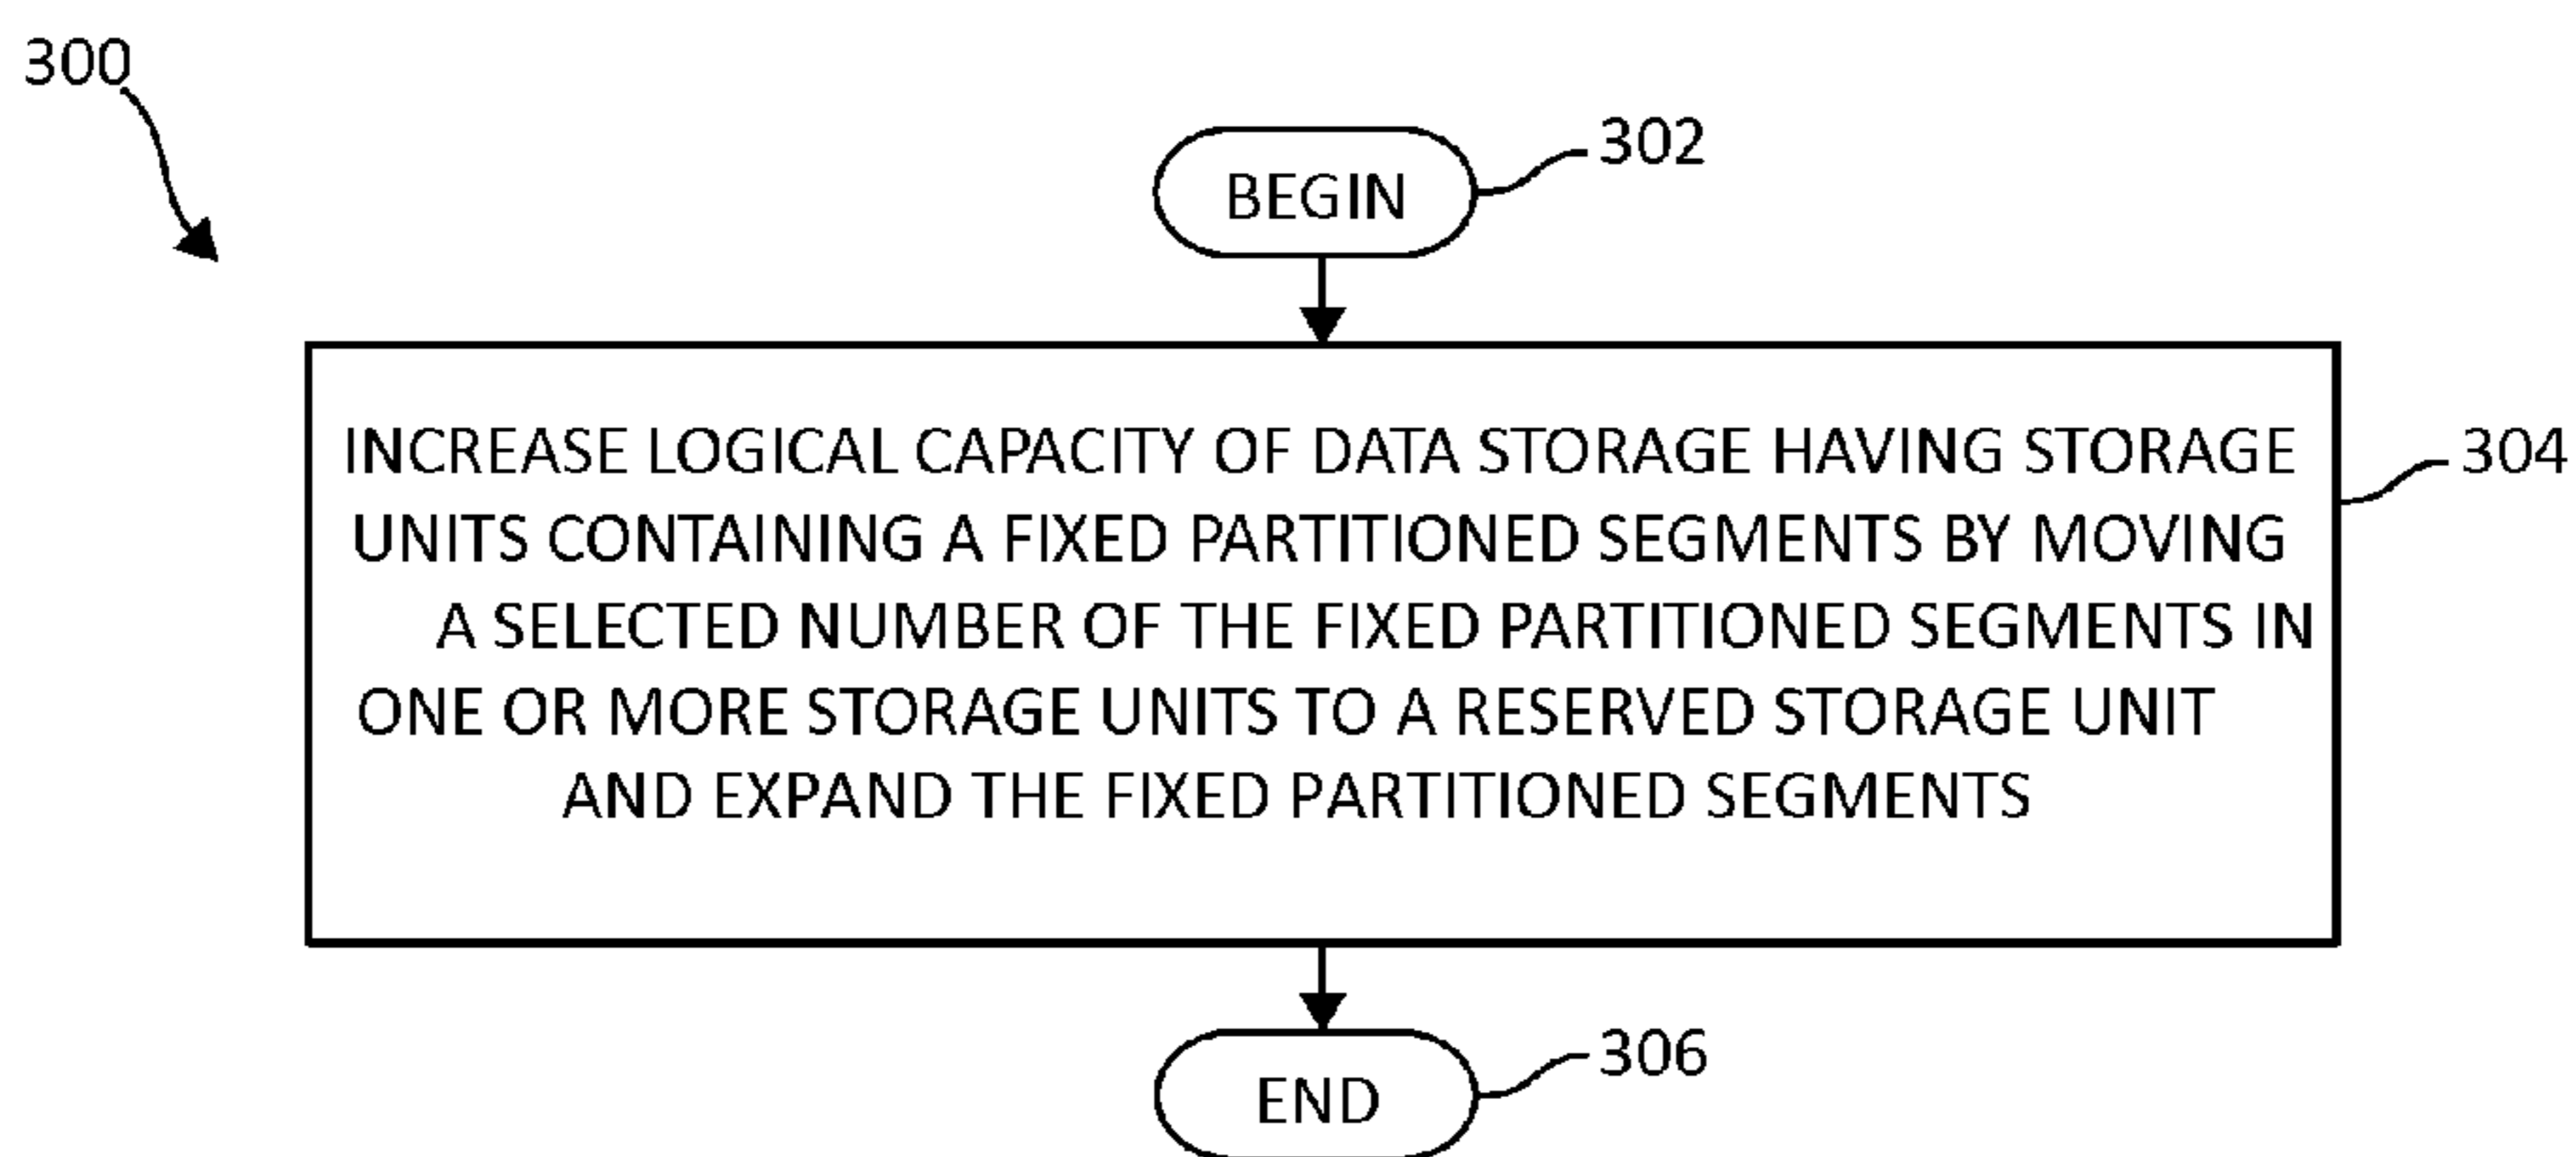 300
302
BEGIN
304
INCREASE LOGICAL CAPACITY OF DATA STORAGE HAVING STORAGE
UNITS CONTAINING A FIXED PARTITIONED SEGMENTS BY MOVING
A SELECTED NUMBER OF THE FIXED PARTITIONED SEGMENTS IN
ONE OR MORE STORAGE UNITS TO A RESERVED STORAGE UNIT
AND EXPAND THE FIXED PARTITIONED SEGMENTS
306
END